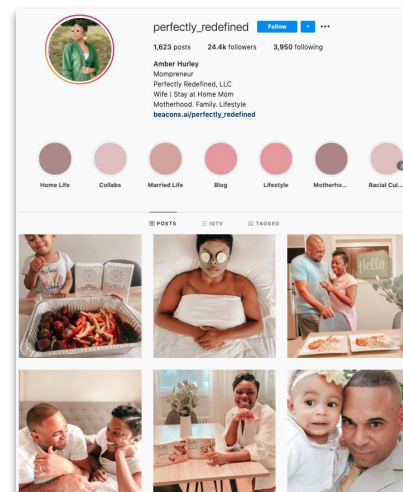 perfectly_redefined Follow
1,623 posts 24.4k followers 3,950 following
Amber Hurley
Mompreneur
Perfectly Redefined, LLC
Wife | Stay at Home Mom
Motherhood. Family. Lifestyle
beacons.ai/perfectly_redefined
Home Life Collabs Married Life Blog Lifestyle Motherho... Racial Cul...
POSTS IGTV TAGGED
Hello